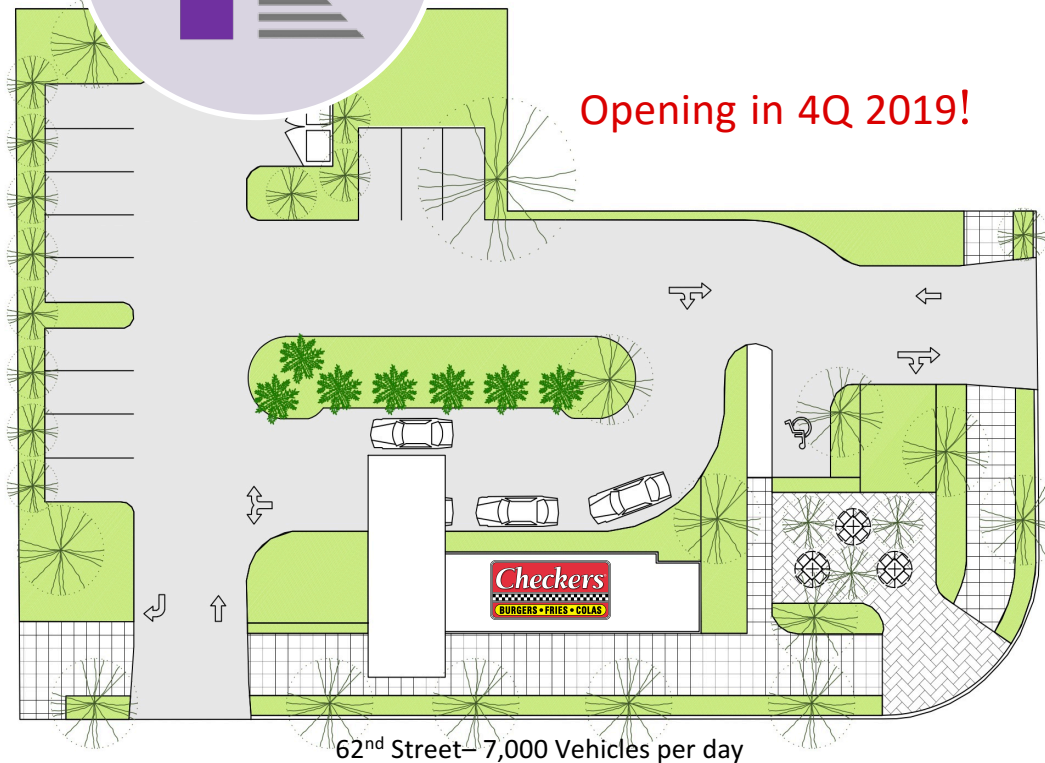 Opening in 4Q 2019!
Checkers
BURGERS • FRIES • COLAS
62nd Street– 7,000 Vehicles per day